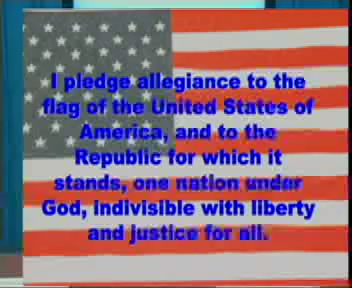 I pledge allegiance to the
flag of the United States of
America, and to the
Republic for which it
stands, one nation under
God, indivisible with liberty
and justice for all.